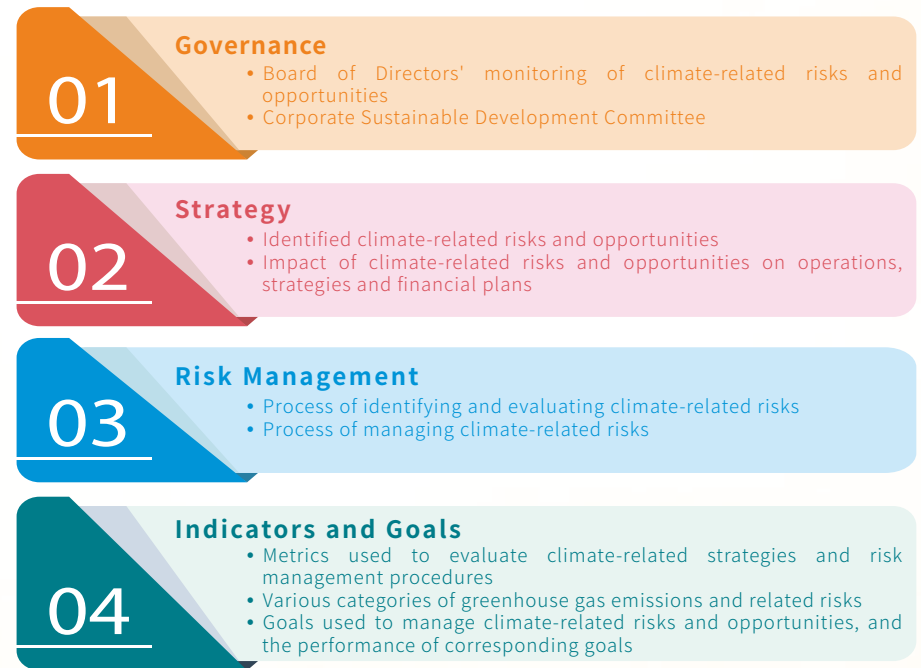 01
Governance
• Board of Directors' monitoring of climate-related risks and
opportunities
• Corporate Sustainable Development Committee
02
Strategy
• Identified climate-related risks and opportunities
• Impact of climate-related risks and opportunities on operations,
strategies and financial plans
03
Risk Management
• Process of identifying and evaluating climate-related risks
• Process of managing climate-related risks
04
Indicators and Goals
• Metrics used to evaluate climate-related strategies and risk
management procedures
• Various categories of greenhouse gas emissions and related risks
• Goals used to manage climate-related risks and opportunities, and
the performance of corresponding goals